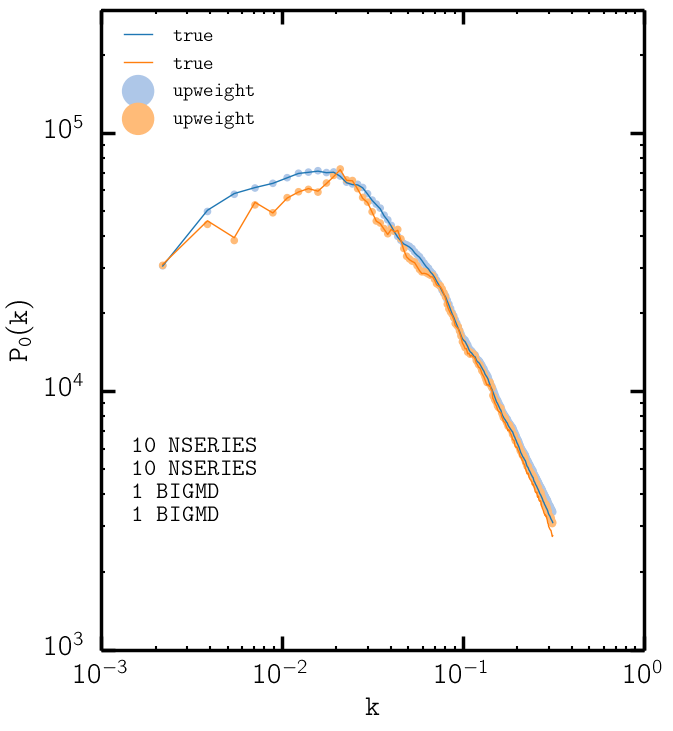 true
true
upweight
upweight
10^5
10^4
10^3
P_0(k)
10 NSERIES
10 NSERIES
1 BIGMD
1 BIGMD
10^-3 10^-2 10^-1 10^0
k